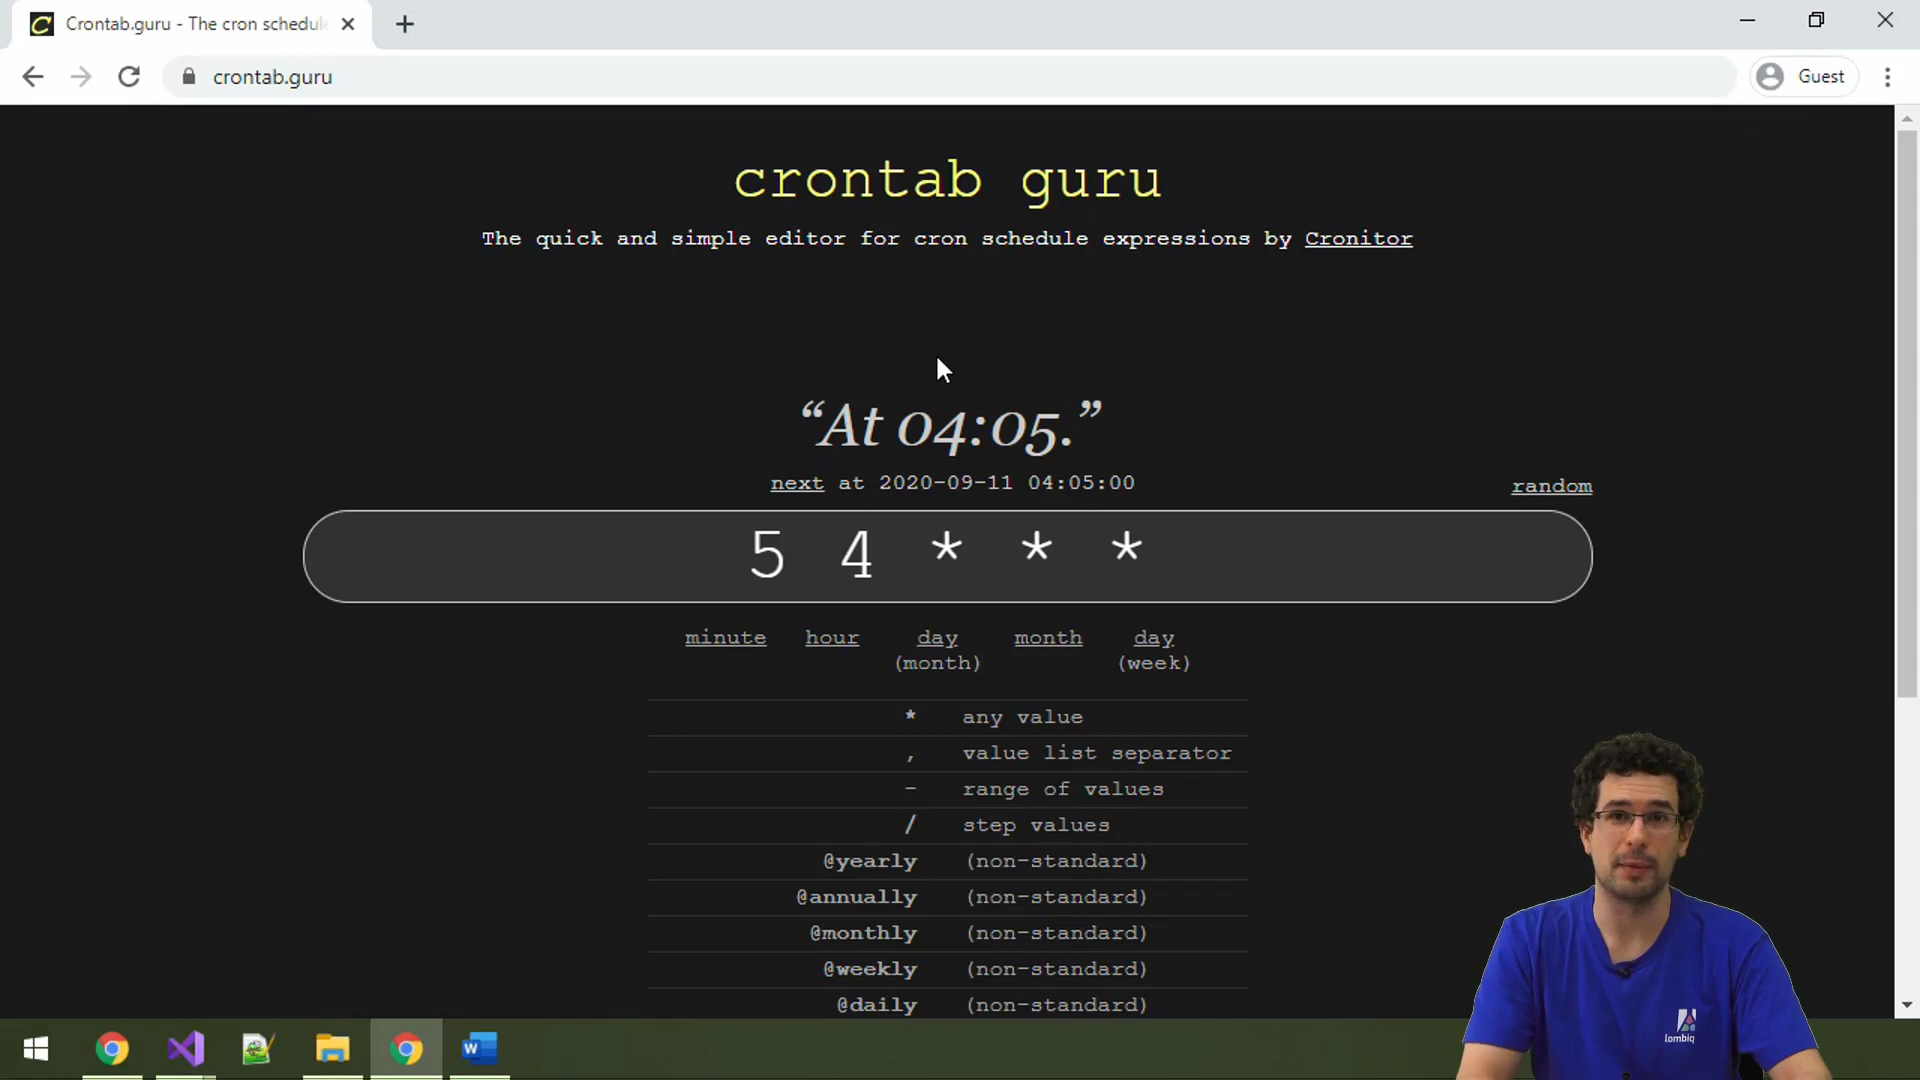 Crontab.guru - The cron schedul
crontab.guru
Guest
crontab guru
The quick and simple editor for cron schedule expressions by Cronitor
“At 04:05.”
next at 2020-09-11 04:05:00
random
5 4 * * *
minute hour day month day
(month) (week)
* any value
, value list separator
- range of values
/ step values
@yearly (non-standard)
@annually (non-standard)
@monthly (non-standard)
@weekly (non-standard)
@daily (non-standard)
W
lombiq